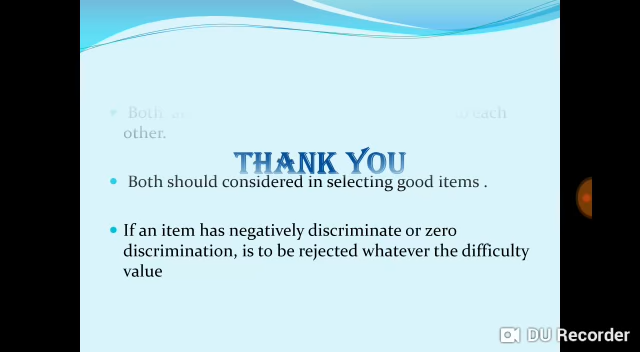 Both each
other.
THANK YOU
Both should considered in selecting good items .
If an item has negatively discriminate or zero
discrimination, is to be rejected whatever the difficulty
value
DU Recorder